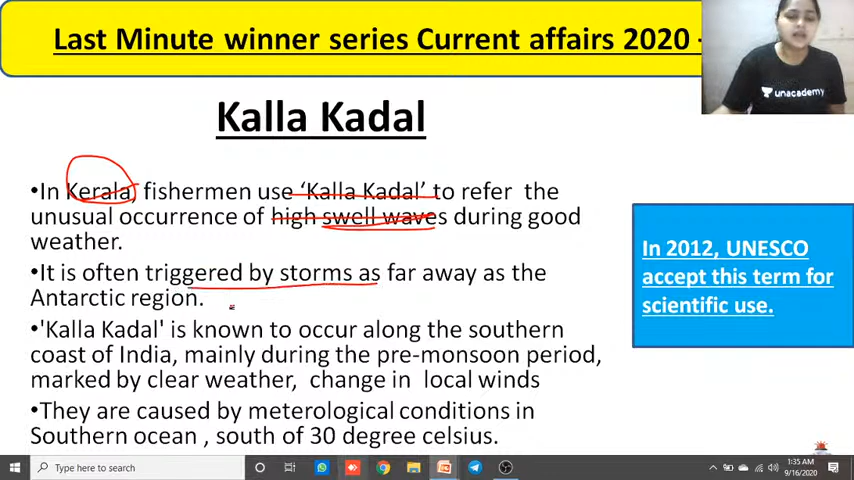 Last Minute winner series Current affairs 2020 -
unacademy
Kalla Kadal
•In Kerala, fishermen use ‘Kalla Kadal’ to refer the
unusual occurrence of high swell waves during good
weather.
•It is often triggered by storms as far away as the
Antarctic region.
•'Kalla Kadal' is known to occur along the southern
coast of India, mainly during the pre-monsoon period,
marked by clear weather, change in local winds
•They are caused by meterological conditions in
Southern ocean , south of 30 degree celsius.
In 2012, UNESCO
accept this term for
scientific use.
Type here to search
1:35 AM
9/16/2020